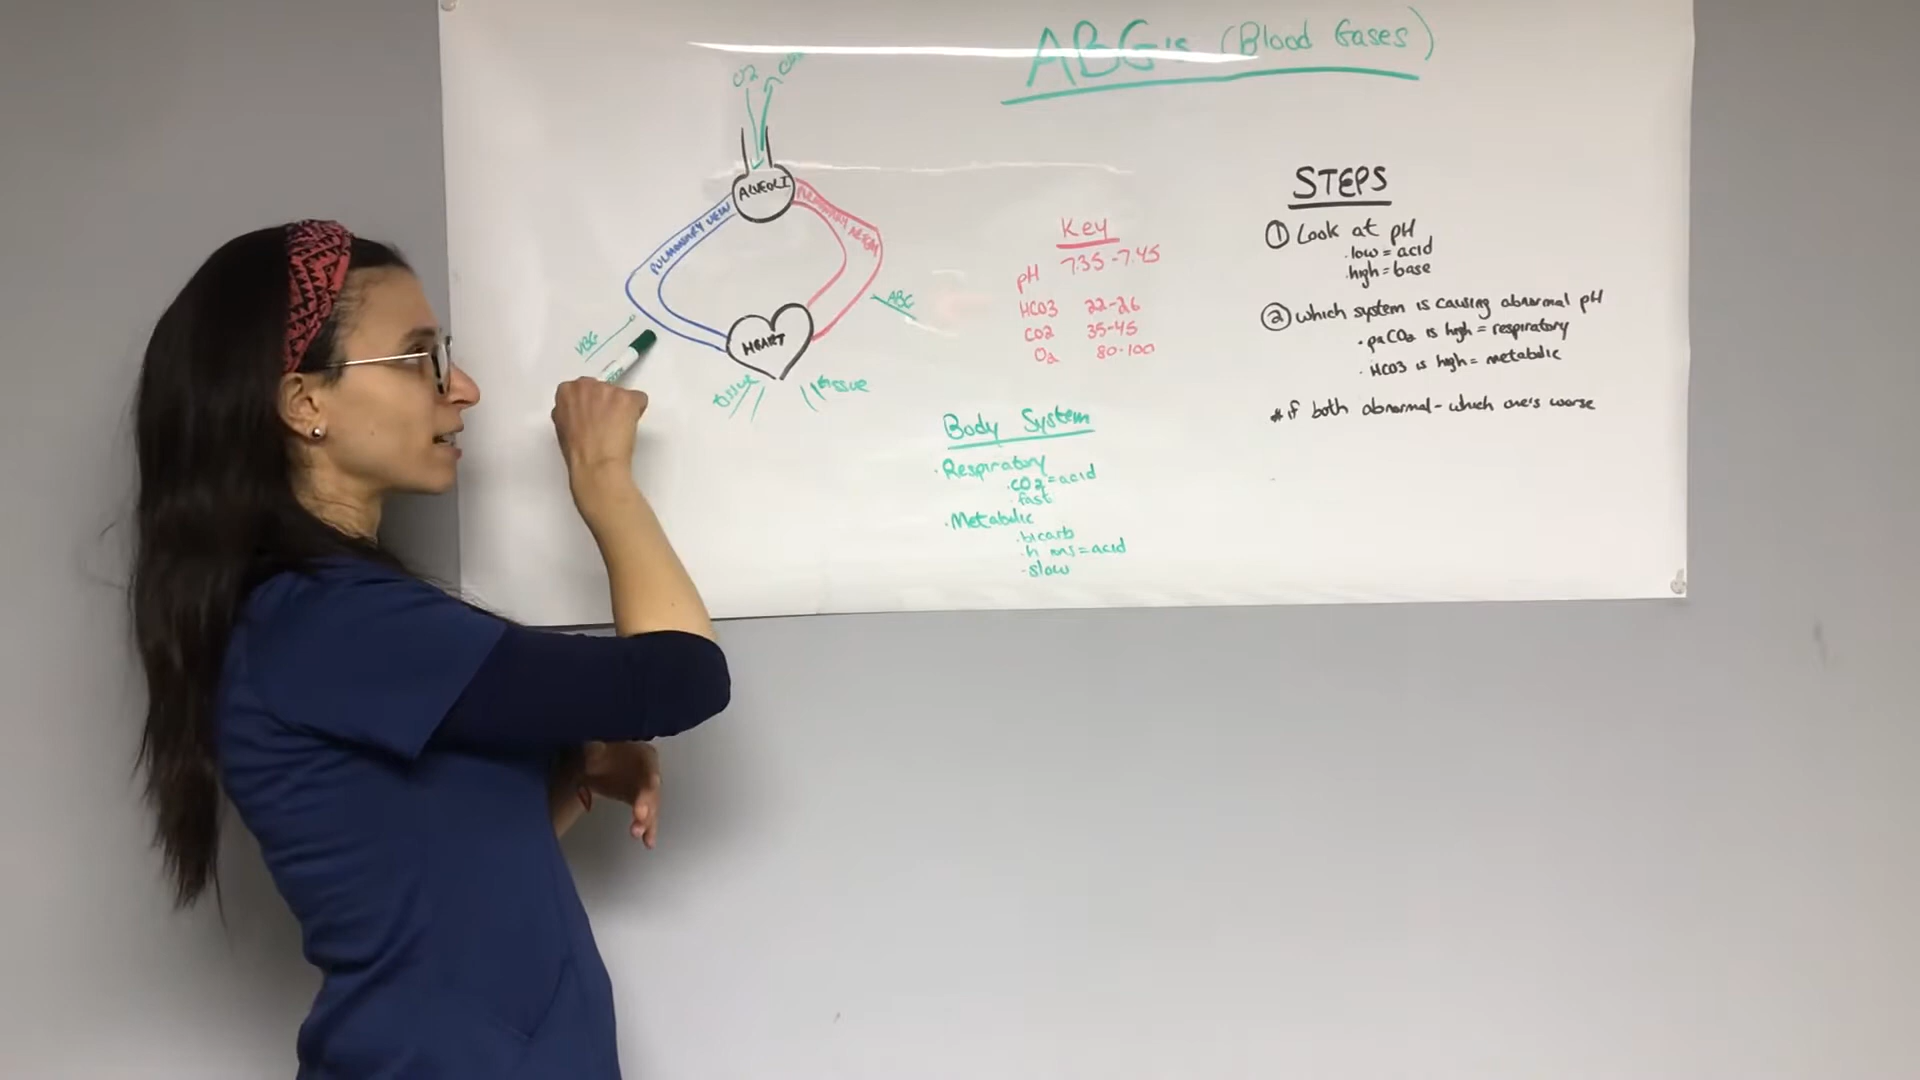 ABG's (Blood Gases)
O2 CO2
ALVEOLI
PULMONARY VEIN
PULMONARY ARTERY
HEART
VBG
ABG
tissue
tissue
Key
pH 7.35-7.45
HCO3 22-26
CO2 35-45
O2 80-100
Body System
·Respiratory
·CO2=acid
·fast
·Metabolic
·bicarb
·h ions=acid
-slow
STEPS
① Look at pH
·low=acid
·high=base
② which system is causing abnormal pH
·paCO2 is high=respiratory
·HCO3 is high=metabolic
*if both abnormal-which one's worse